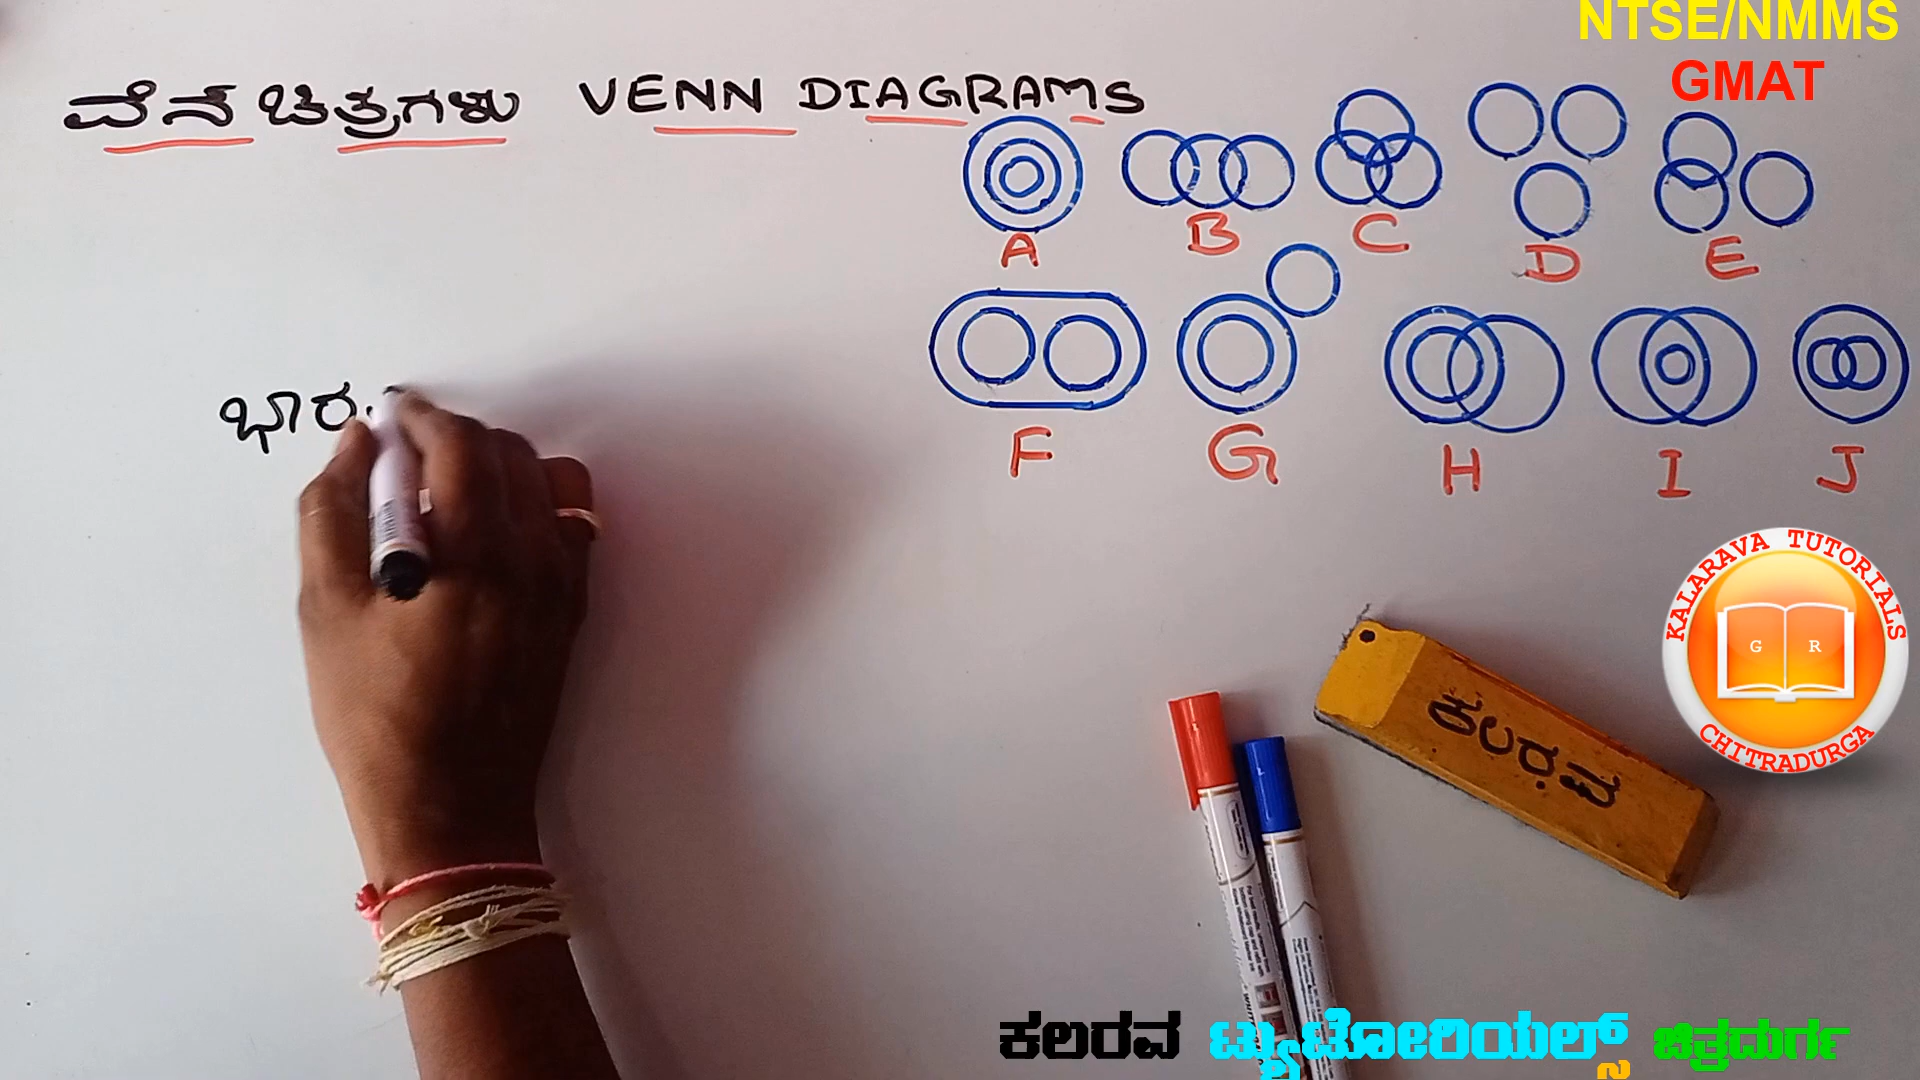 NTSE/NMMS
GMAT
ವೆನ್ ಚಿತ್ರಗಳು VENN DIAGRAMS
A B C D E
F G H I J
KALARAVA TUTORIALS
G R
CHITRADURGA
ಕಲರವ
ಕಲರವ ಟ್ಯುಟೋರಿಯಲ್ಸ್ ಚಿತ್ರದುರ್ಗ